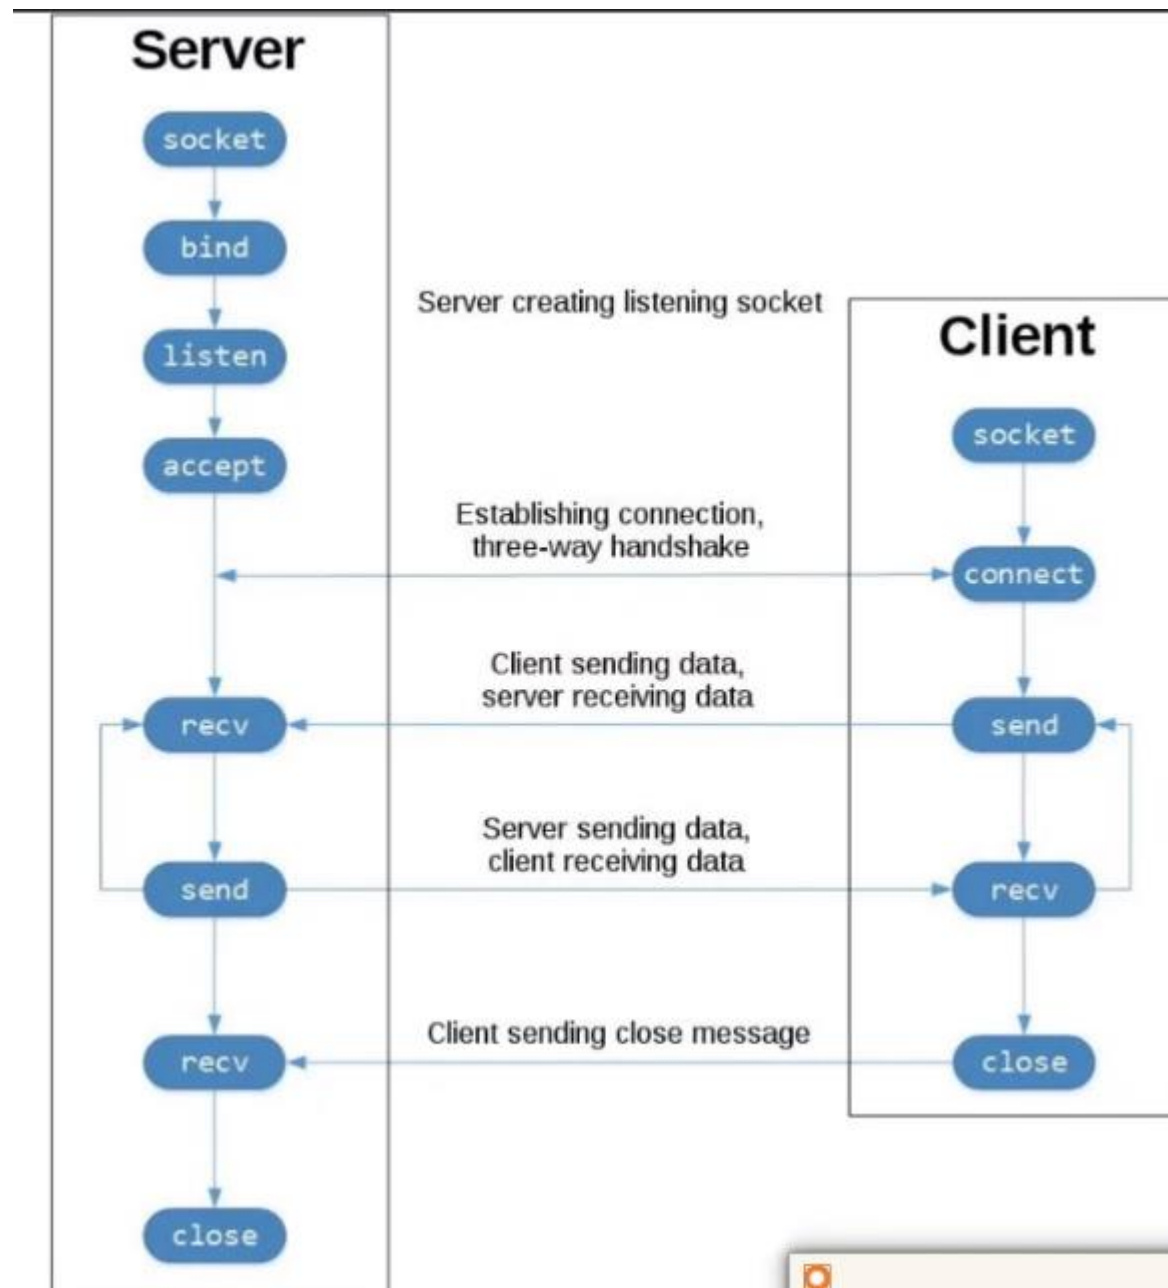 Server
socket
bind
listen
accept
Server creating listening socket
Client
socket
Establishing connection,
three-way handshake
connect
Client sending data,
server receiving data
recv
send
Server sending data,
client receiving data
send
recv
Client sending close message
recv
close
close